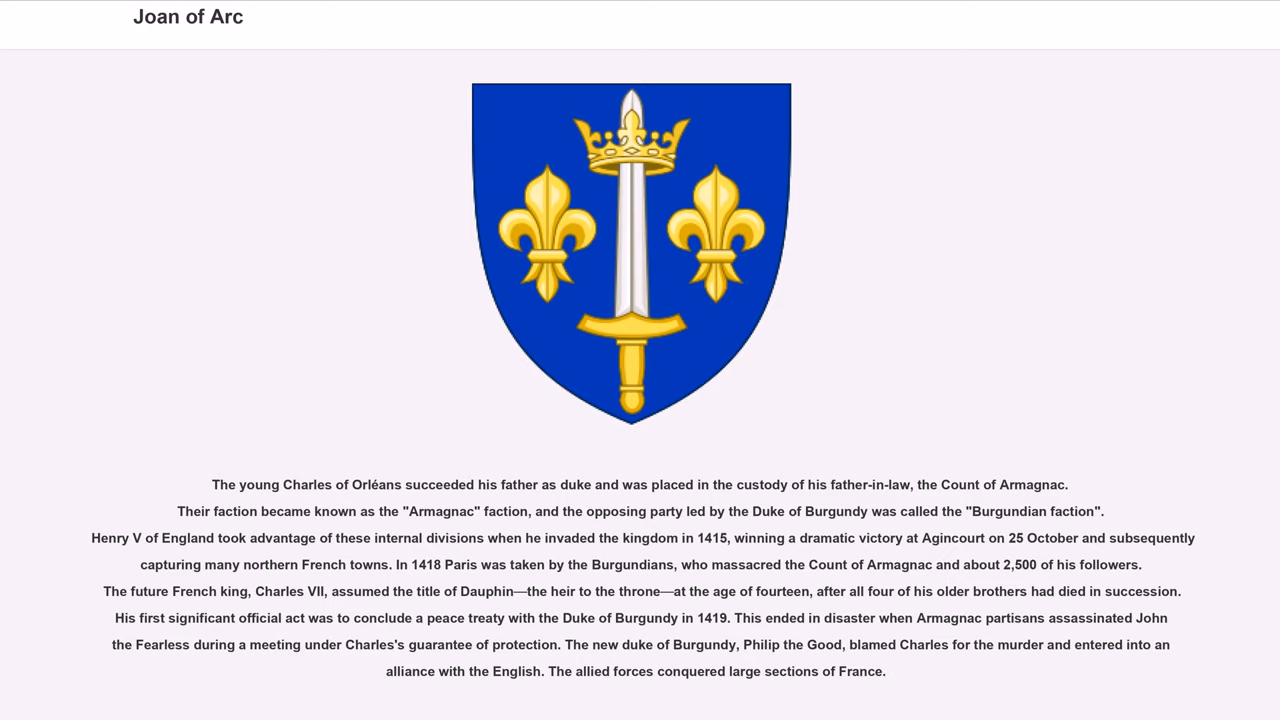 Joan of Arc
The young Charles of Orléans succeeded his father as duke and was placed in the custody of his father-in-law, the Count of Armagnac.
Their faction became known as the "Armagnac" faction, and the opposing party led by the Duke of Burgundy was called the "Burgundian faction".
Henry V of England took advantage of these internal divisions when he invaded the kingdom in 1415, winning a dramatic victory at Agincourt on 25 October and subsequently
capturing many northern French towns. In 1418 Paris was taken by the Burgundians, who massacred the Count of Armagnac and about 2,500 of his followers.
The future French king, Charles VII, assumed the title of Dauphin—the heir to the throne—at the age of fourteen, after all four of his older brothers had died in succession.
His first significant official act was to conclude a peace treaty with the Duke of Burgundy in 1419. This ended in disaster when Armagnac partisans assassinated John
the Fearless during a meeting under Charles's guarantee of protection. The new duke of Burgundy, Philip the Good, blamed Charles for the murder and entered into an
alliance with the English. The allied forces conquered large sections of France.